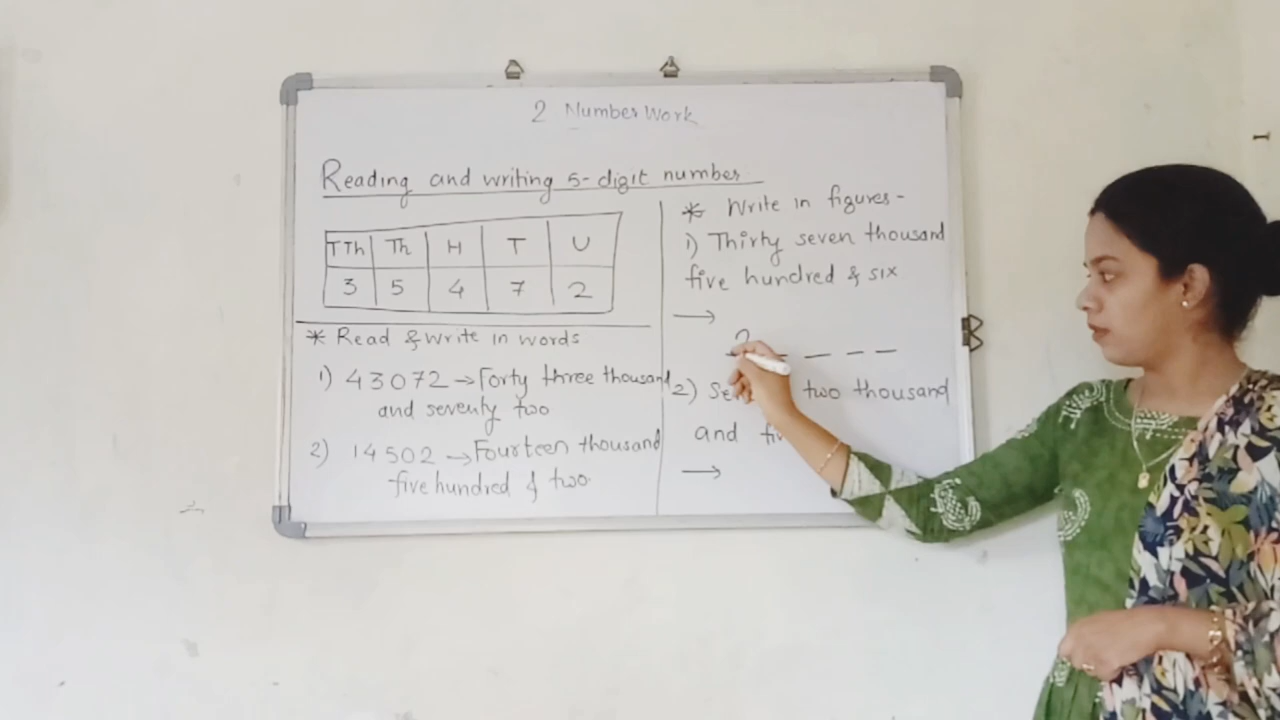 2 Number Work
Reading and writing 5-digit number
TTh Th H T U
3 5 4 7 2
* Read & Write in words
1) 43072 → Forty three thousand
and seventy two
2) 14502 → Fourteen thousand
five hundred & two.
* Write in figures -
1) Thirty seven thousand
five hundred & six
→
2) two thousand
and
→